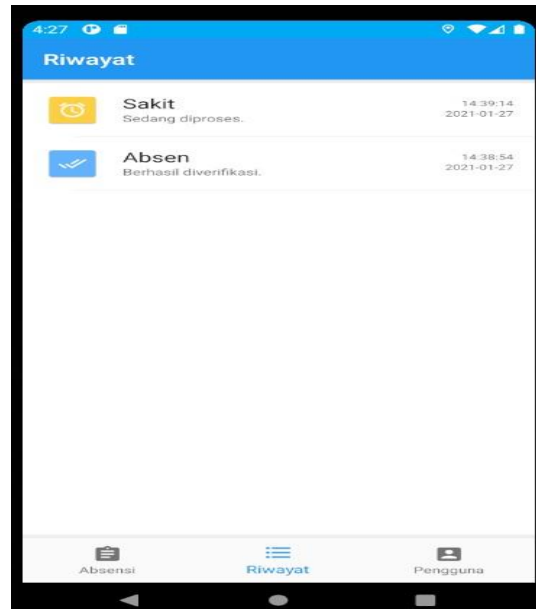 4:27
Riwayat
Sakit
Sedang diproses.
14:39:14
2021-01-27
Absen
Berhasil diverifikasi.
14:38:54
2021-01-27
Absensi
Riwayat
Pengguna